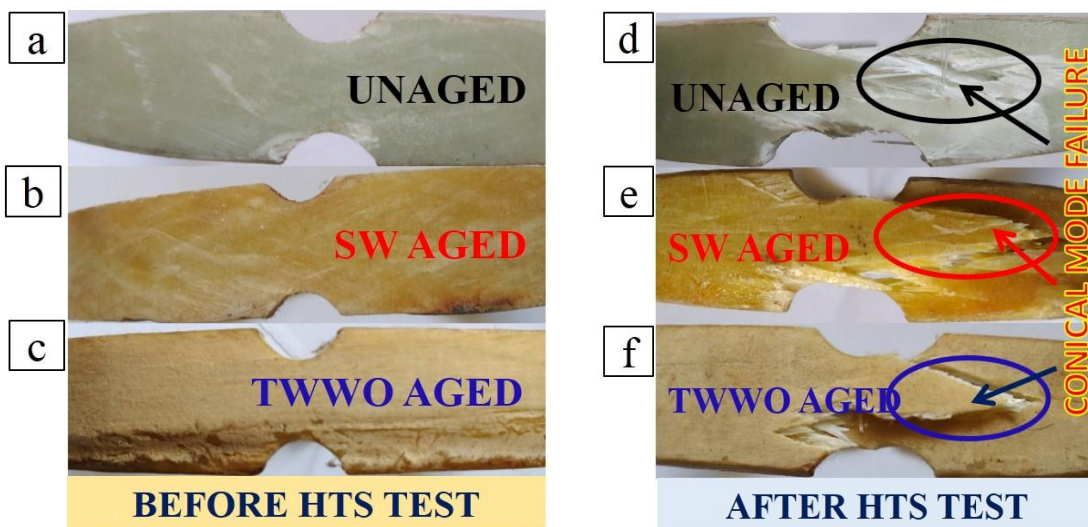 a
UNAGED
b
SW AGED
c
TWWO AGED
BEFORE HTS TEST
d
UNAGED
e
SW AGED
f
TWWO AGED
AFTER HTS TEST
CONICAL MODE FAILURE